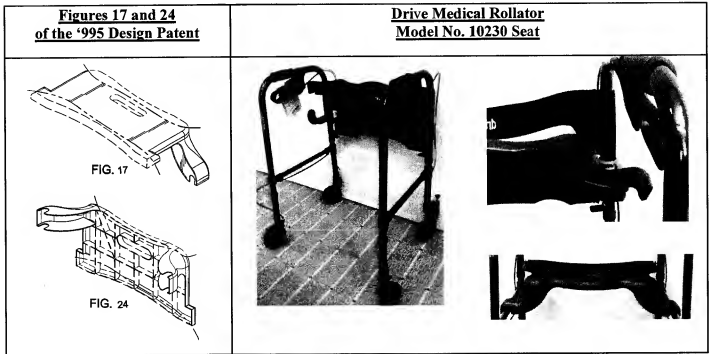 Figures 17 and 24
of the ‘995 Design Patent
Drive Medical Rollator
Model No. 10230 Seat
FIG. 17
FIG. 24